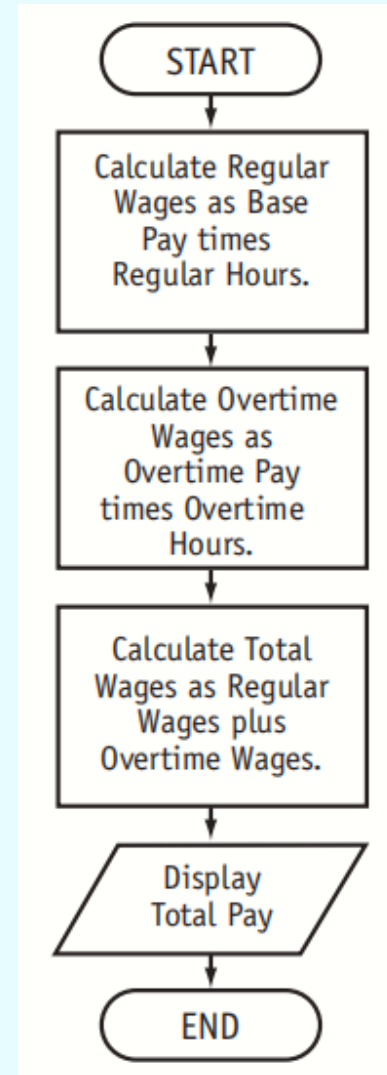 START
Calculate Regular
Wages as Base
Pay times
Regular Hours.
Calculate Overtime
Wages as
Overtime Pay
times Overtime
Hours.
Calculate Total
Wages as Regular
Wages plus
Overtime Wages.
Display
Total Pay
END